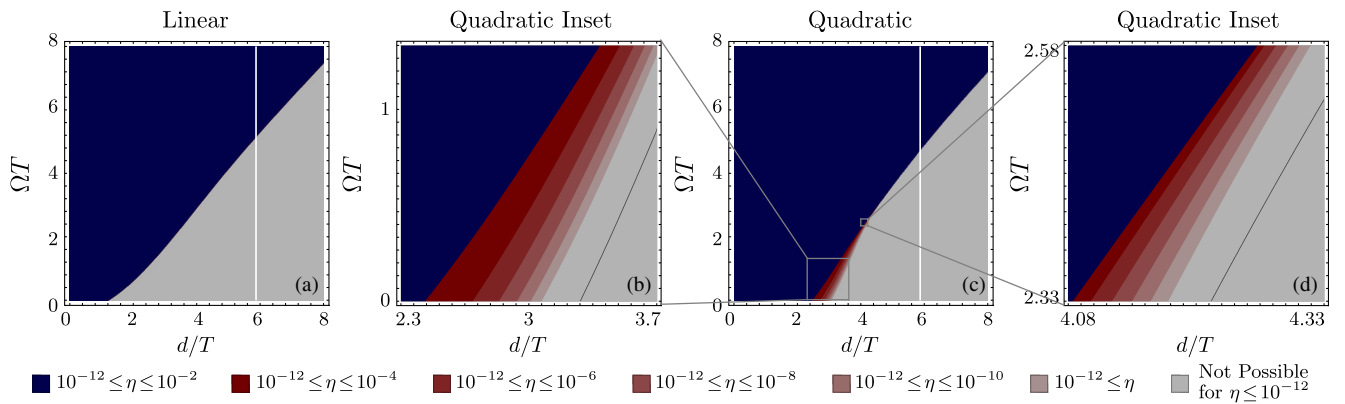 Linear
Quadratic Inset
Quadratic
Quadratic Inset
8
6
4
2
0
ΩT
(a)
0 2 4 6 8
d/T
1
0
ΩT
(b)
2.3 3 3.7
d/T
8
6
4
2
0
ΩT
(c)
0 2 4 6 8
d/T
2.58
2.33
ΩT
(d)
4.08 4.33
d/T
10⁻¹² ≤ η ≤ 10⁻²
10⁻¹² ≤ η ≤ 10⁻⁴
10⁻¹² ≤ η ≤ 10⁻⁶
10⁻¹² ≤ η ≤ 10⁻⁸
10⁻¹² ≤ η ≤ 10⁻¹⁰
10⁻¹² ≤ η
Not Possible
for η ≤ 10⁻¹²